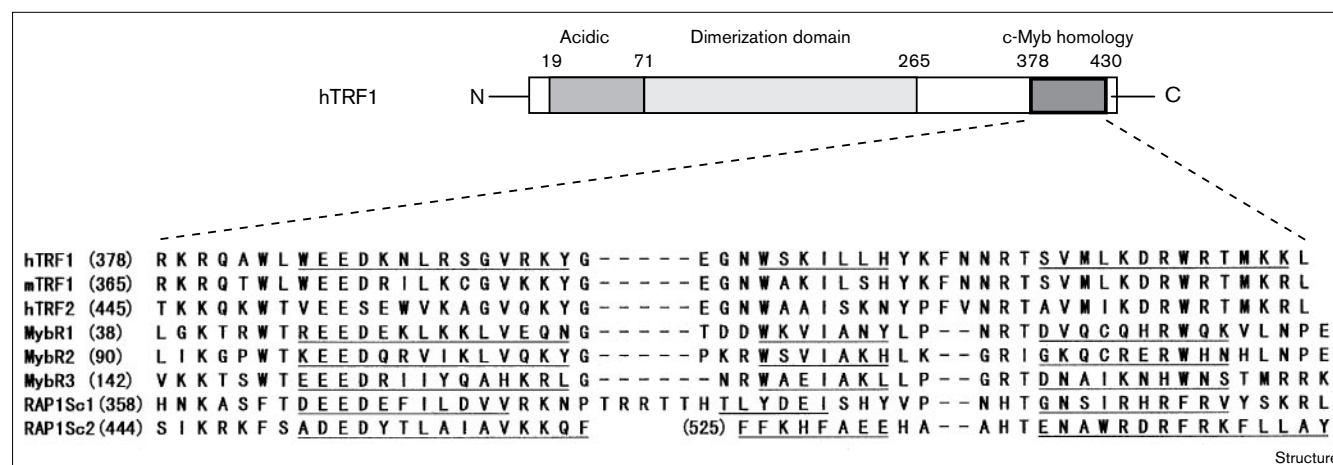 Acidic Dimerization domain c-Myb homology
19 71 265 378 430
hTRF1 N C
hTRF1 (378) R K R Q A W L W E E D K N L R S G V R K Y G - - - - - E G N W S K I L L H Y K F N N R T S V M L K D R W R T M K K L
mTRF1 (365) R K R Q T W L W E E D R I L K C G V K K Y G - - - - - E G N W A K I L S H Y K F N N R T S V M L K D R W R T M K R L
hTRF2 (445) T K K Q K W T V E E S E W V K A G V Q K Y G - - - - - E G N W A A I S K N Y P F V N R T A V M I K D R W R T M K R L
MybR1 (38) L G K T R W T R E E D E K L K K L V E Q N G - - - - - T D D W K V I A N Y L P - - N R T D V Q C Q H R W Q K V L N P E
MybR2 (90) L I K G P W T K E E D Q R V I K L V Q K Y G - - - - - P K R W S V I A K H L K - - G R I G K Q C R E R W H N H L N P E
MybR3 (142) V K K T S W T E E E D R I I Y Q A H K R L G - - - - - - N R W A E I A K L L P - - G R T D N A I K N H W N S T M R R K
RAP1Sc1 (358) H N K A S F T D E E D E F I L D V V R K N P T R R T T H T L Y D E I S H Y V P - - N H T G N S I R H R F R V Y S K R L
RAP1Sc2 (444) S I K R K F S A D E D Y T L A I A V K K Q F (525) F F K H F A E E H A - - A H T E N A W R D R F R K F L L A Y
Structure